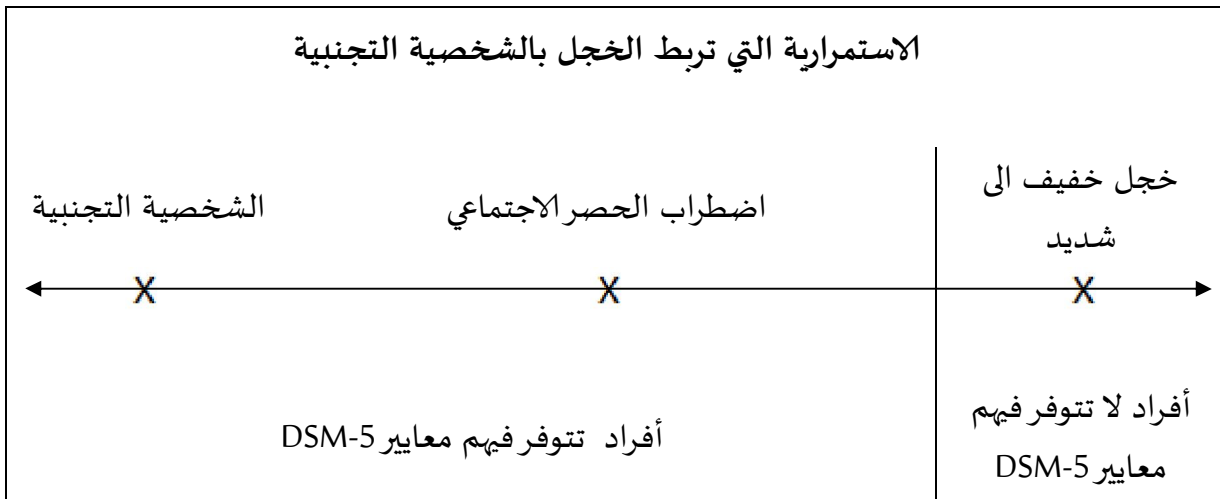 الاستمرارية التي تربط الخجل بالشخصية التجنبية
خجل خفيف الى
شديد
اضطراب الحصر الاجتماعي
الشخصية التجنبية
X
X
X
أفراد لا تتوفر فيهم
معايير DSM-5
أفراد تتوفر فيهم معايير DSM-5